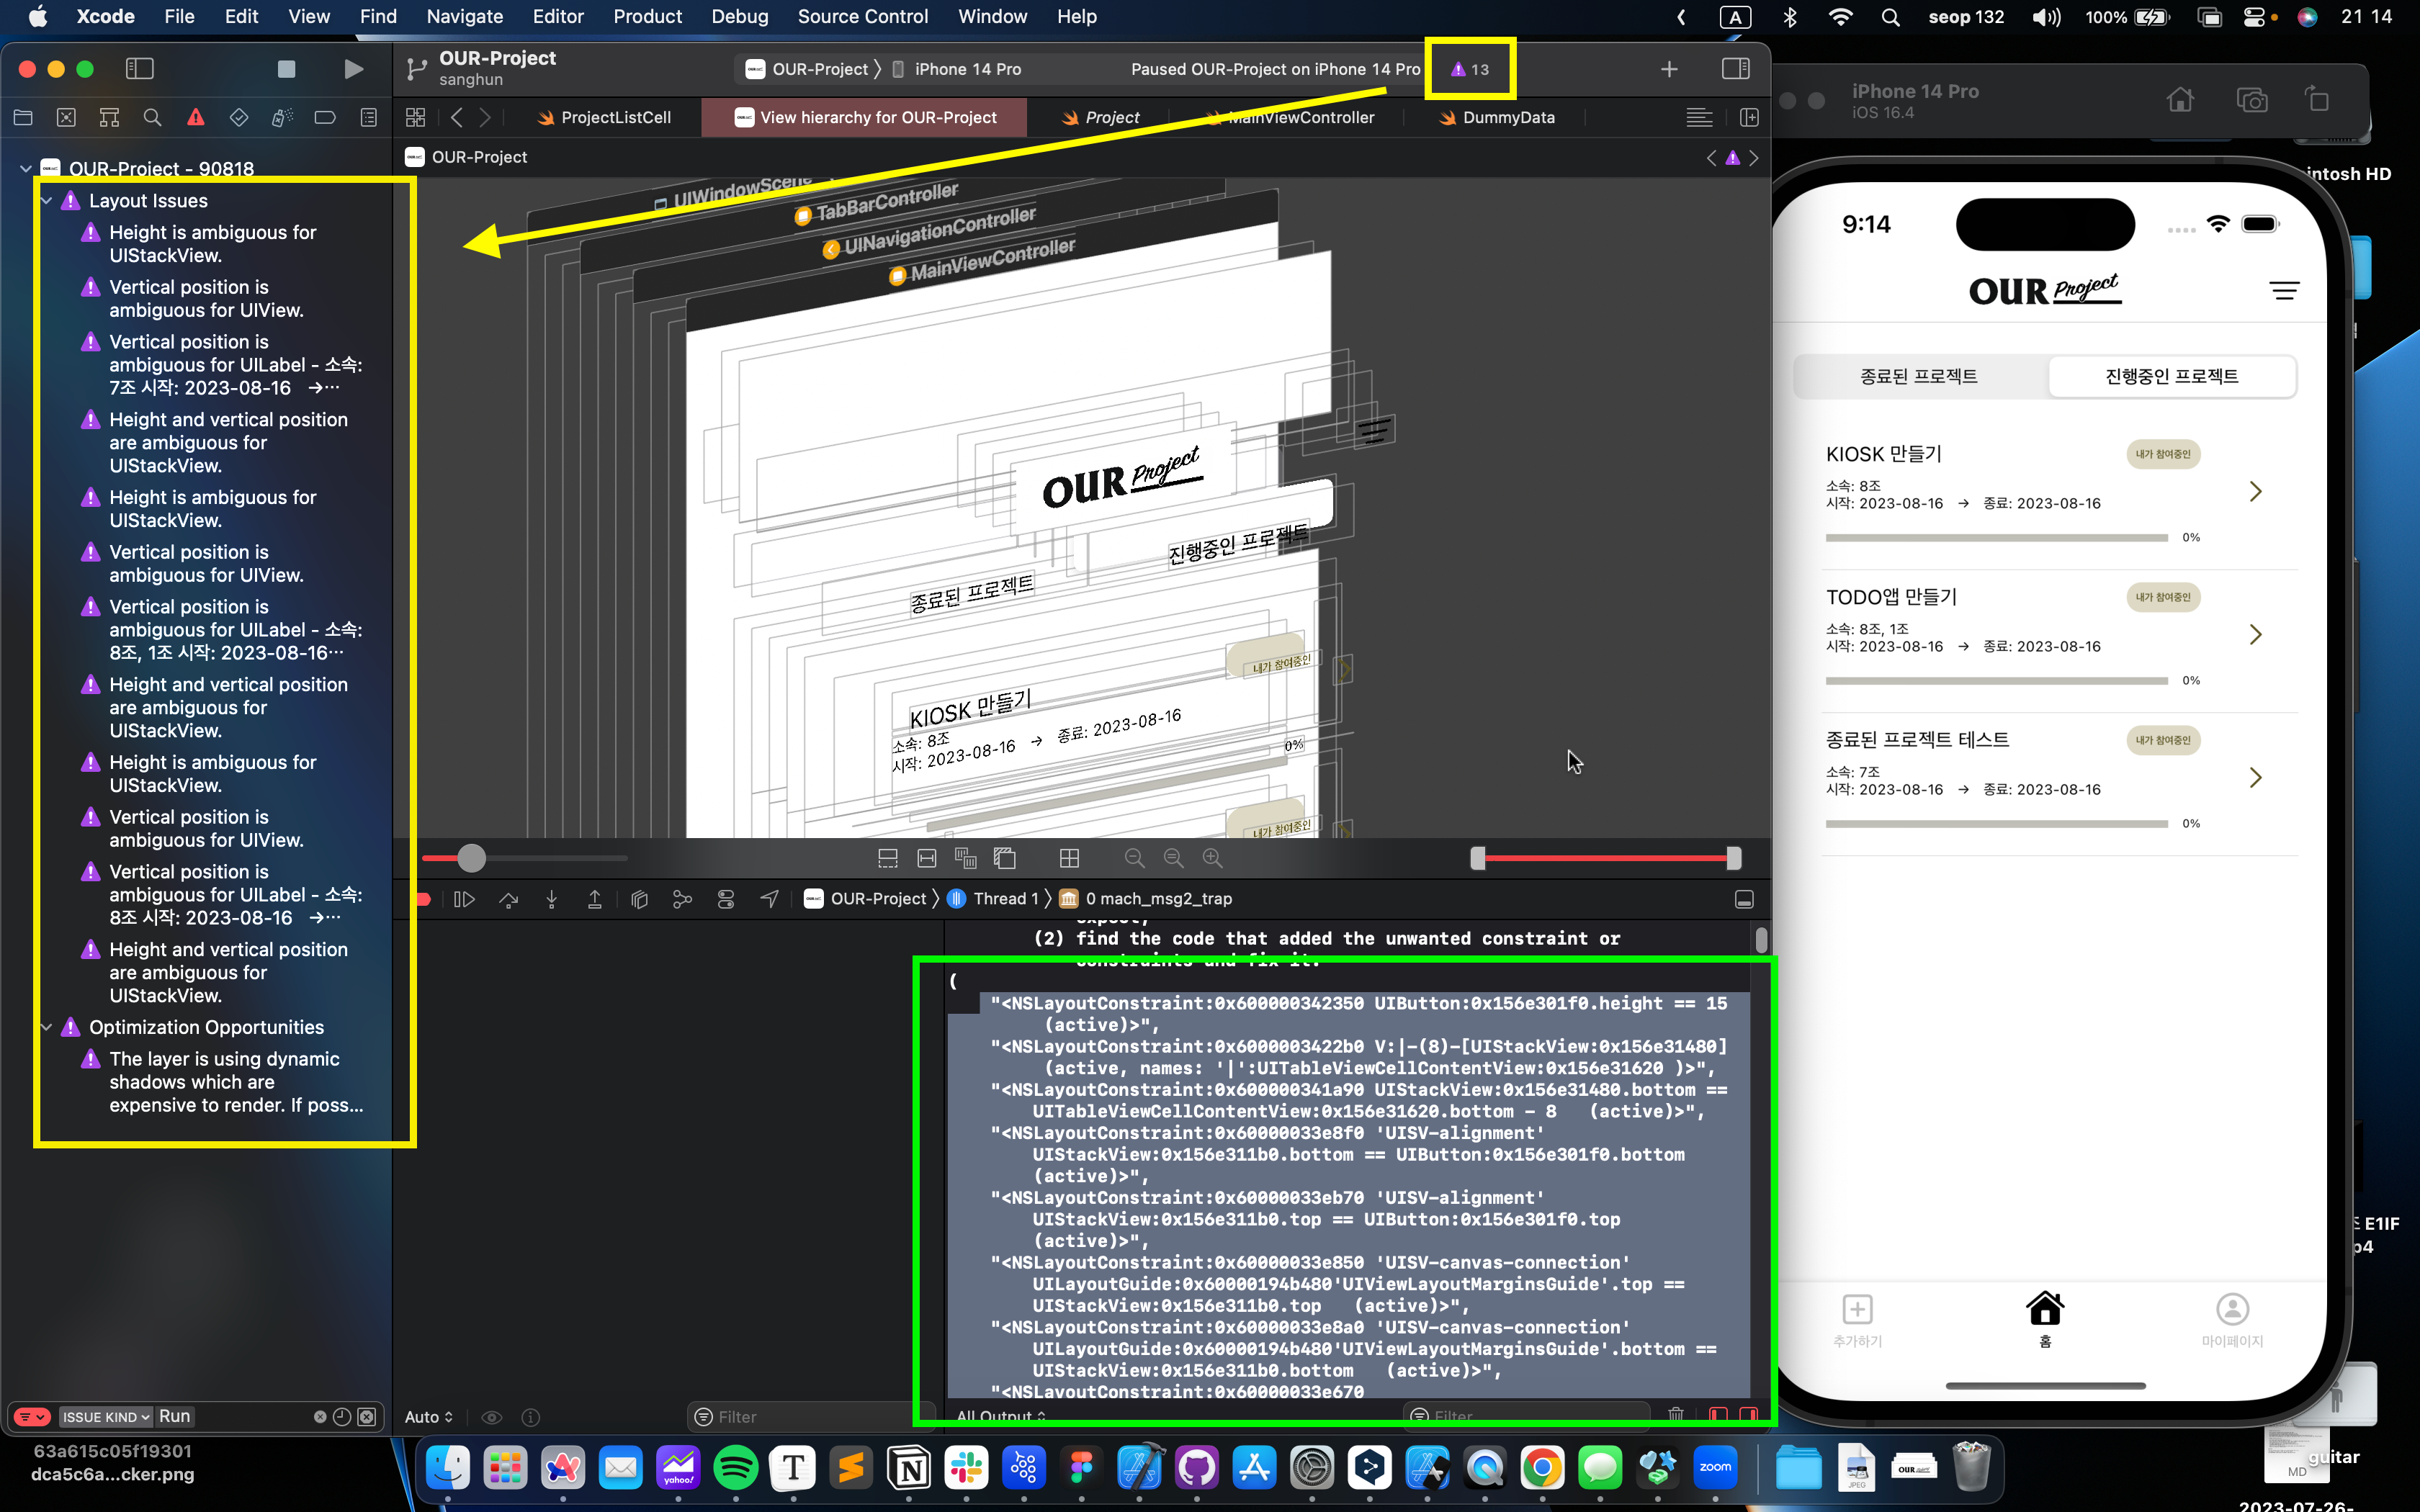 Xcode File Edit View Find Navigate Editor Product Debug Source Control Window Help
A seop 132 100% 21 14
OUR-Project
sanghun
OUR-Project 〉 iPhone 14 Pro
Paused OUR-Project on iPhone 14 Pro
13
ProjectListCell
View hierarchy for OUR-Project
Project
MainViewController
DummyData
OUR-Project
OUR-Project - 90818
Layout Issues
Height is ambiguous for
UIStackView.
Vertical position is
ambiguous for UIView.
Vertical position is
ambiguous for UILabel - 소속:
7조 시작: 2023-08-16 →⋯
Height and vertical position
are ambiguous for
UIStackView.
Height is ambiguous for
UIStackView.
Vertical position is
ambiguous for UIView.
Vertical position is
ambiguous for UILabel - 소속:
8조, 1조 시작: 2023-08-16⋯
Height and vertical position
are ambiguous for
UIStackView.
Height is ambiguous for
UIStackView.
Vertical position is
ambiguous for UIView.
Vertical position is
ambiguous for UILabel - 소속:
8조 시작: 2023-08-16 →⋯
Height and vertical position
are ambiguous for
UIStackView.
Optimization Opportunities
The layer is using dynamic
shadows which are
expensive to render. If poss...
ISSUE KIND Run
UIWindowScene
TabBarController
UINavigationController
MainViewController
OUR Project
진행중인 프로젝트
종료된 프로젝트
내가 참여중인
KIOSK 만들기
소속: 8조
시작: 2023-08-16 → 종료: 2023-08-16
0%
내가 참여중인
OUR-Project 〉 Thread 1 〉 0 mach_msg2_trap
expect;
(2) find the code that added the unwanted constraint or
constraints and fix it.
(
"<NSLayoutConstraint:0x600000342350 UIButton:0x156e301f0.height == 15
(active)>",
"<NSLayoutConstraint:0x6000003422b0 V:|-(8)-[UIStackView:0x156e31480]
(active, names: '|':UITableViewCellContentView:0x156e31620 )>",
"<NSLayoutConstraint:0x600000341a90 UIStackView:0x156e31480.bottom ==
UITableViewCellContentView:0x156e31620.bottom - 8 (active)>",
"<NSLayoutConstraint:0x60000033e8f0 'UISV-alignment'
UIStackView:0x156e311b0.bottom == UIButton:0x156e301f0.bottom
(active)>",
"<NSLayoutConstraint:0x60000033eb70 'UISV-alignment'
UIStackView:0x156e311b0.top == UIButton:0x156e301f0.top
(active)>",
"<NSLayoutConstraint:0x60000033e850 'UISV-canvas-connection'
UILayoutGuide:0x60000194b480'UIViewLayoutMarginsGuide'.top ==
UIStackView:0x156e311b0.top (active)>",
"<NSLayoutConstraint:0x60000033e8a0 'UISV-canvas-connection'
UILayoutGuide:0x60000194b480'UIViewLayoutMarginsGuide'.bottom ==
UIStackView:0x156e311b0.bottom (active)>",
"<NSLayoutConstraint:0x60000033e670
Auto
Filter
All Output
Filter
iPhone 14 Pro
iOS 16.4
9:14
OUR Project
종료된 프로젝트
진행중인 프로젝트
KIOSK 만들기
내가 참여중인
소속: 8조
시작: 2023-08-16 → 종료: 2023-08-16
0%
TODO앱 만들기
내가 참여중인
소속: 8조, 1조
시작: 2023-08-16 → 종료: 2023-08-16
0%
종료된 프로젝트 테스트
내가 참여중인
소속: 7조
시작: 2023-08-16 → 종료: 2023-08-16
0%
추가하기
홈
마이페이지
intosh HD
E1IF
p4
guitar
MD
2023-07-26-
63a615c05f19301
dca5c6a...cker.png
yahoo!
T
N
zoom
JPEG
OUR